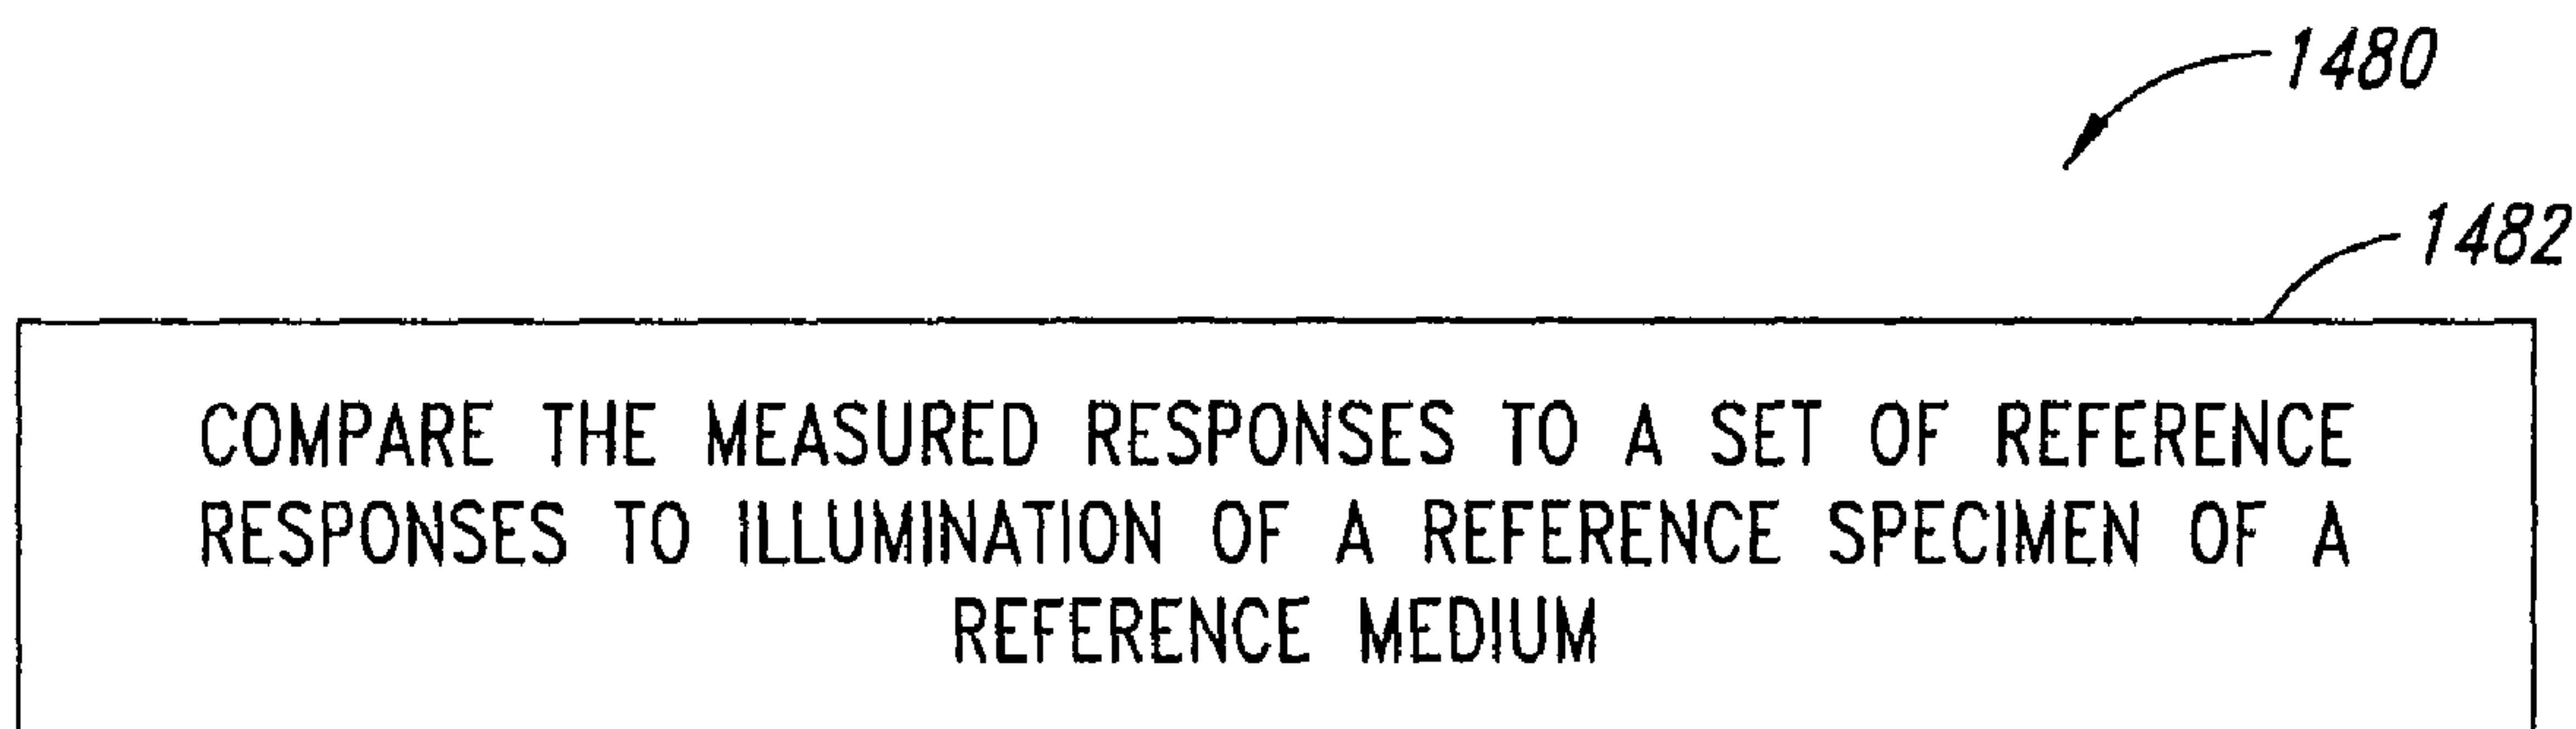 1480
1482
COMPARE THE MEASURED RESPONSES TO A SET OF REFERENCE
RESPONSES TO ILLUMINATION OF A REFERENCE SPECIMEN OF A
REFERENCE MEDIUM